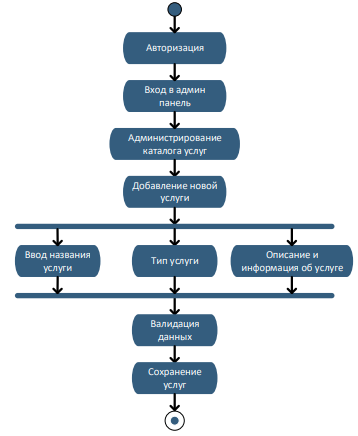 Авторизация
Вход в админ
панель
Администрирование
каталога услуг
Добавление новой
услуги
Ввод названия
услуги
Тип услуги
Описание и
информация об услуге
Валидация
данных
Сохранение
услуг